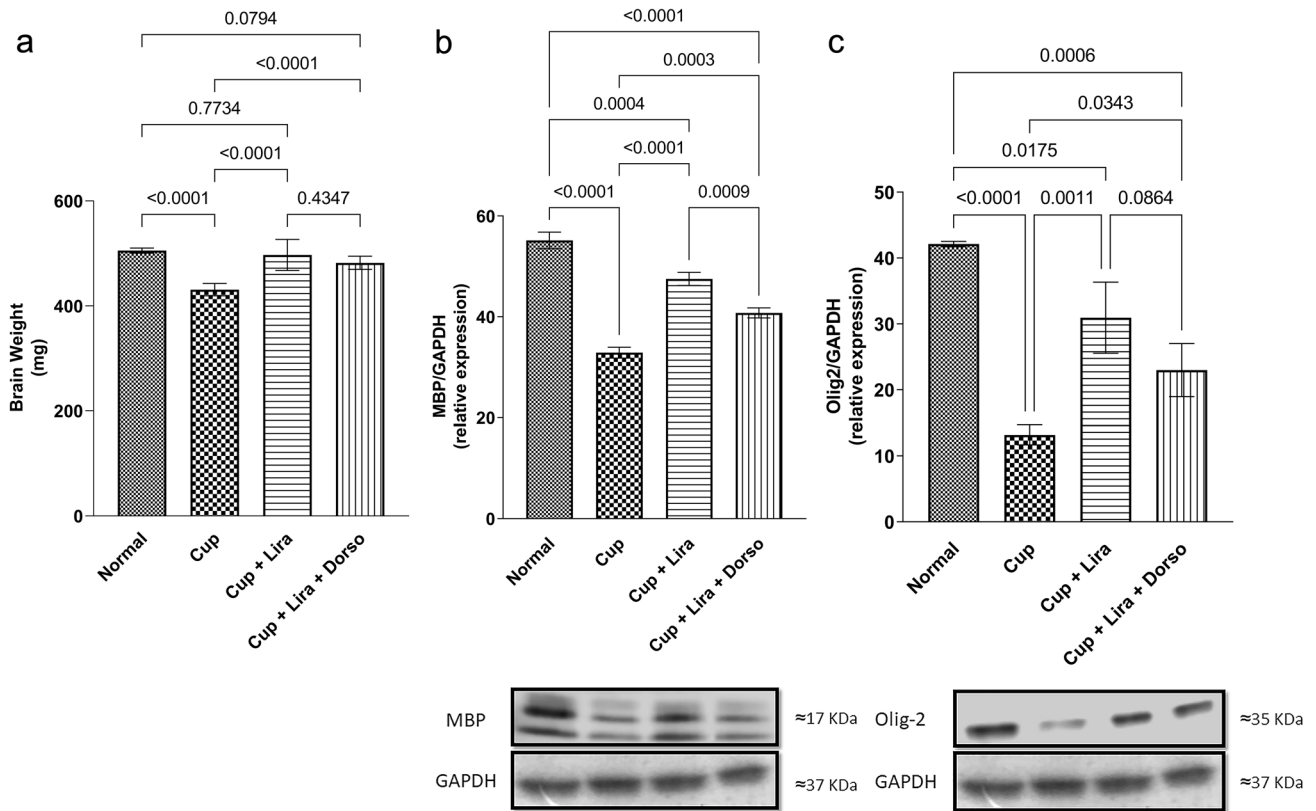 a
0.0794
<0.0001
0.7734
<0.0001
<0.0001
0.4347
600
400
200
0
Brain Weight
(mg)
Normal
Cup
Cup + Lira
Cup + Lira + Dorso
b
<0.0001
0.0003
0.0004
<0.0001
<0.0001
0.0009
60
40
20
0
MBP/GAPDH
(relative expression)
Normal
Cup
Cup + Lira
Cup + Lira + Dorso
c
0.0006
0.0343
0.0175
<0.0001
0.0011
0.0864
50
40
30
20
10
0
Olig2/GAPDH
(relative expression)
Normal
Cup
Cup + Lira
Cup + Lira + Dorso
MBP
≈17 KDa
GAPDH
≈37 KDa
Olig-2
≈35 KDa
GAPDH
≈37 KDa